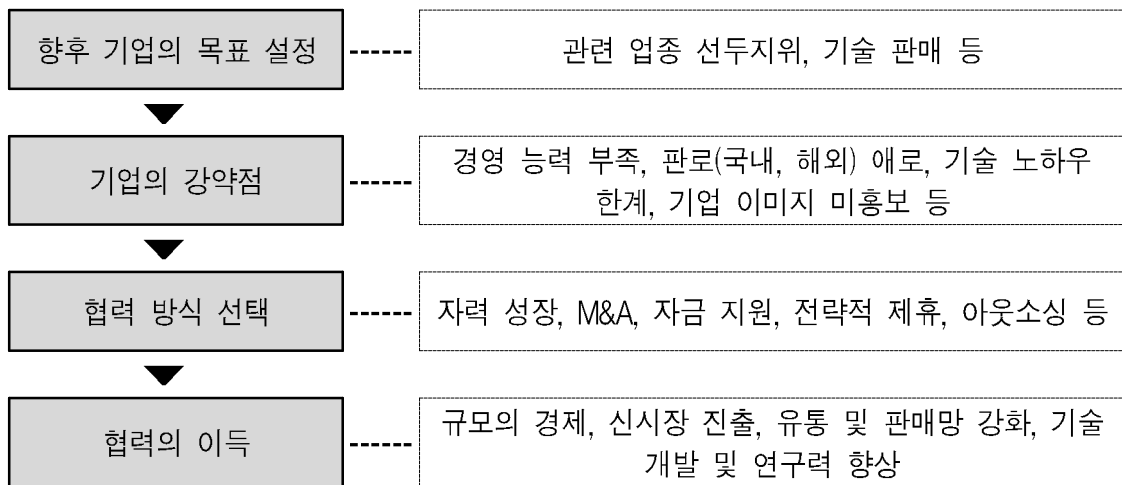 향후 기업의 목표 설정
관련 업종 선두지위, 기술 판매 등
기업의 강약점
경영 능력 부족, 판로(국내, 해외) 애로, 기술 노하우
한계, 기업 이미지 미홍보 등
협력 방식 선택
자력 성장, M&A, 자금 지원, 전략적 제휴, 아웃소싱 등
협력의 이득
규모의 경제, 신시장 진출, 유통 및 판매망 강화, 기술
개발 및 연구력 향상